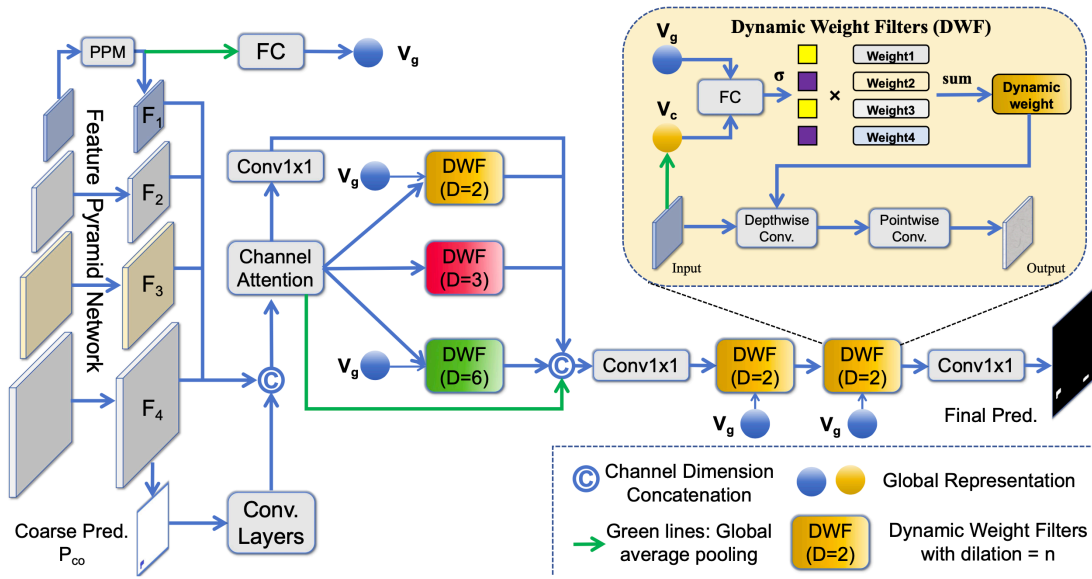 PPM
FC
Vg
Feature Pyramid Network
F1
F2
F3
F4
Coarse Pred.
Pco
Conv.
Layers
C
Channel
Attention
Conv1x1
Vg
DWF
(D=2)
DWF
(D=3)
Vg
DWF
(D=6)
C
Conv1x1
DWF
(D=2)
Vg
DWF
(D=2)
Vg
Conv1x1
Final Pred.
Dynamic Weight Filters (DWF)
Vg
Vc
FC
σ
×
Weight1
Weight2
Weight3
Weight4
sum
Dynamic
weight
Input
Depthwise
Conv.
Pointwise
Conv.
Output
C
Channel Dimension
Concatenation
Global Representation
Green lines: Global
average pooling
DWF
(D=2)
Dynamic Weight Filters
with dilation = n